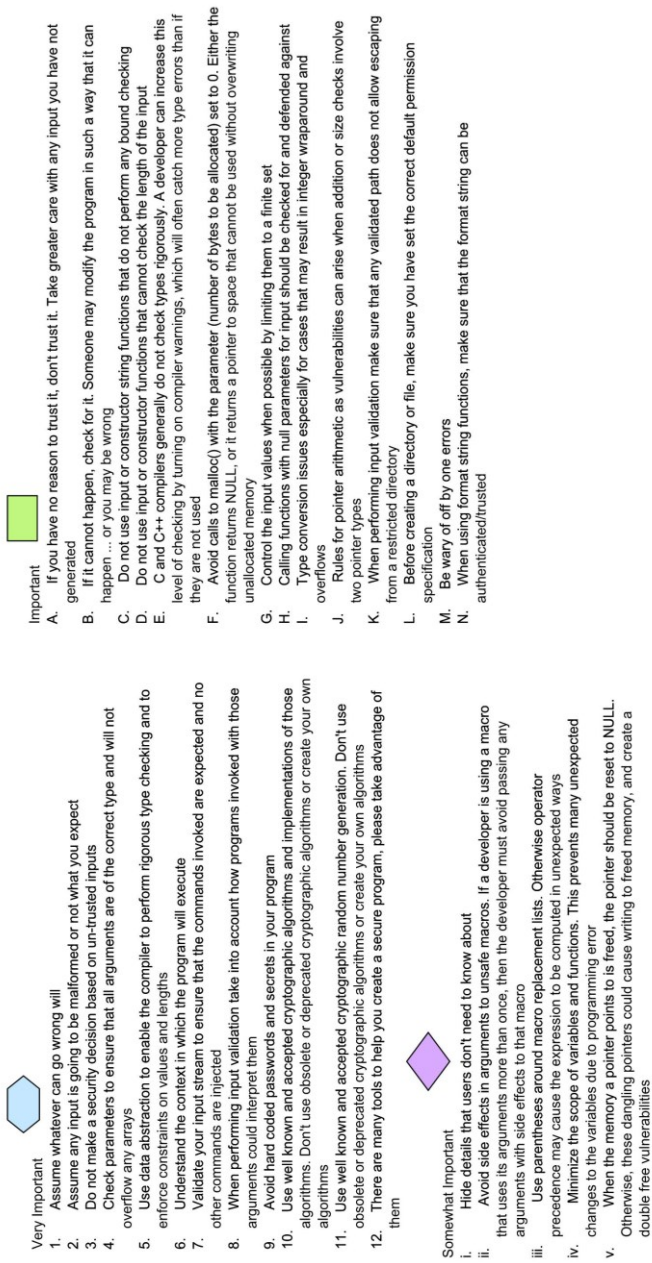 Very Important
1. Assume whatever can go wrong will
2. Assume any input is going to be malformed or not what you expect
3. Do not make a security decision based on un-trusted inputs
4. Check parameters to ensure that all arguments are of the correct type and will not
overflow any arrays
5. Use data abstraction to enable the compiler to perform rigorous type checking and to
enforce constraints on values and lengths
6. Understand the context in which the program will execute
7. Validate your input stream to ensure that the commands invoked are expected and no
other commands are injected
8. When performing input validation take into account how programs invoked with those
arguments could interpret them
9. Avoid hard coded passwords and secrets in your program
10. Use well known and accepted cryptographic algorithms and implementations of those
algorithms. Don't use obsolete or deprecated cryptographic algorithms or create your own
algorithms
11. Use well known and accepted cryptographic random number generation. Don't use
obsolete or deprecated cryptographic algorithms or create your own algorithms
12. There are many tools to help you create a secure program, please take advantage of
them
Somewhat Important
i. Hide details that users don't need to know about
ii. Avoid side effects in arguments to unsafe macros. If a developer is using a macro
that uses its arguments more than once, then the developer must avoid passing any
arguments with side effects to that macro
iii. Use parentheses around macro replacement lists. Otherwise operator
precedence may cause the expression to be computed in unexpected ways
iv. Minimize the scope of variables and functions. This prevents many unexpected
changes to the variables due to programming error
v. When the memory a pointer points to is freed, the pointer should be reset to NULL.
Otherwise, these dangling pointers could cause writing to freed memory, and create a
double free vulnerabilities
Important
A. If you have no reason to trust it, don't trust it. Take greater care with any input you have not
generated
B. If it cannot happen, check for it. Someone may modify the program in such a way that it can
happen ... or you may be wrong
C. Do not use input or constructor string functions that do not perform any bound checking
D. Do not use input or constructor functions that cannot check the length of the input
E. C and C++ compilers generally do not check types rigorously. A developer can increase this
level of checking by turning on compiler warnings, which will often catch more type errors than if
they are not used
F. Avoid calls to malloc() with the parameter (number of bytes to be allocated) set to 0. Either the
function returns NULL, or it returns a pointer to space that cannot be used without overwriting
unallocated memory
G. Control the input values when possible by limiting them to a finite set
H. Calling functions with null parameters for input should be checked for and defended against
I. Type conversion issues especially for cases that may result in integer wraparound and
overflows
J. Rules for pointer arithmetic as vulnerabilities can arise when addition or size checks involve
two pointer types
K. When performing input validation make sure that any validated path does not allow escaping
from a restricted directory
L. Before creating a directory or file, make sure you have set the correct default permission
specification
M. Be wary of off by one errors
N. When using format string functions, make sure that the format string can be
authenticated/trusted